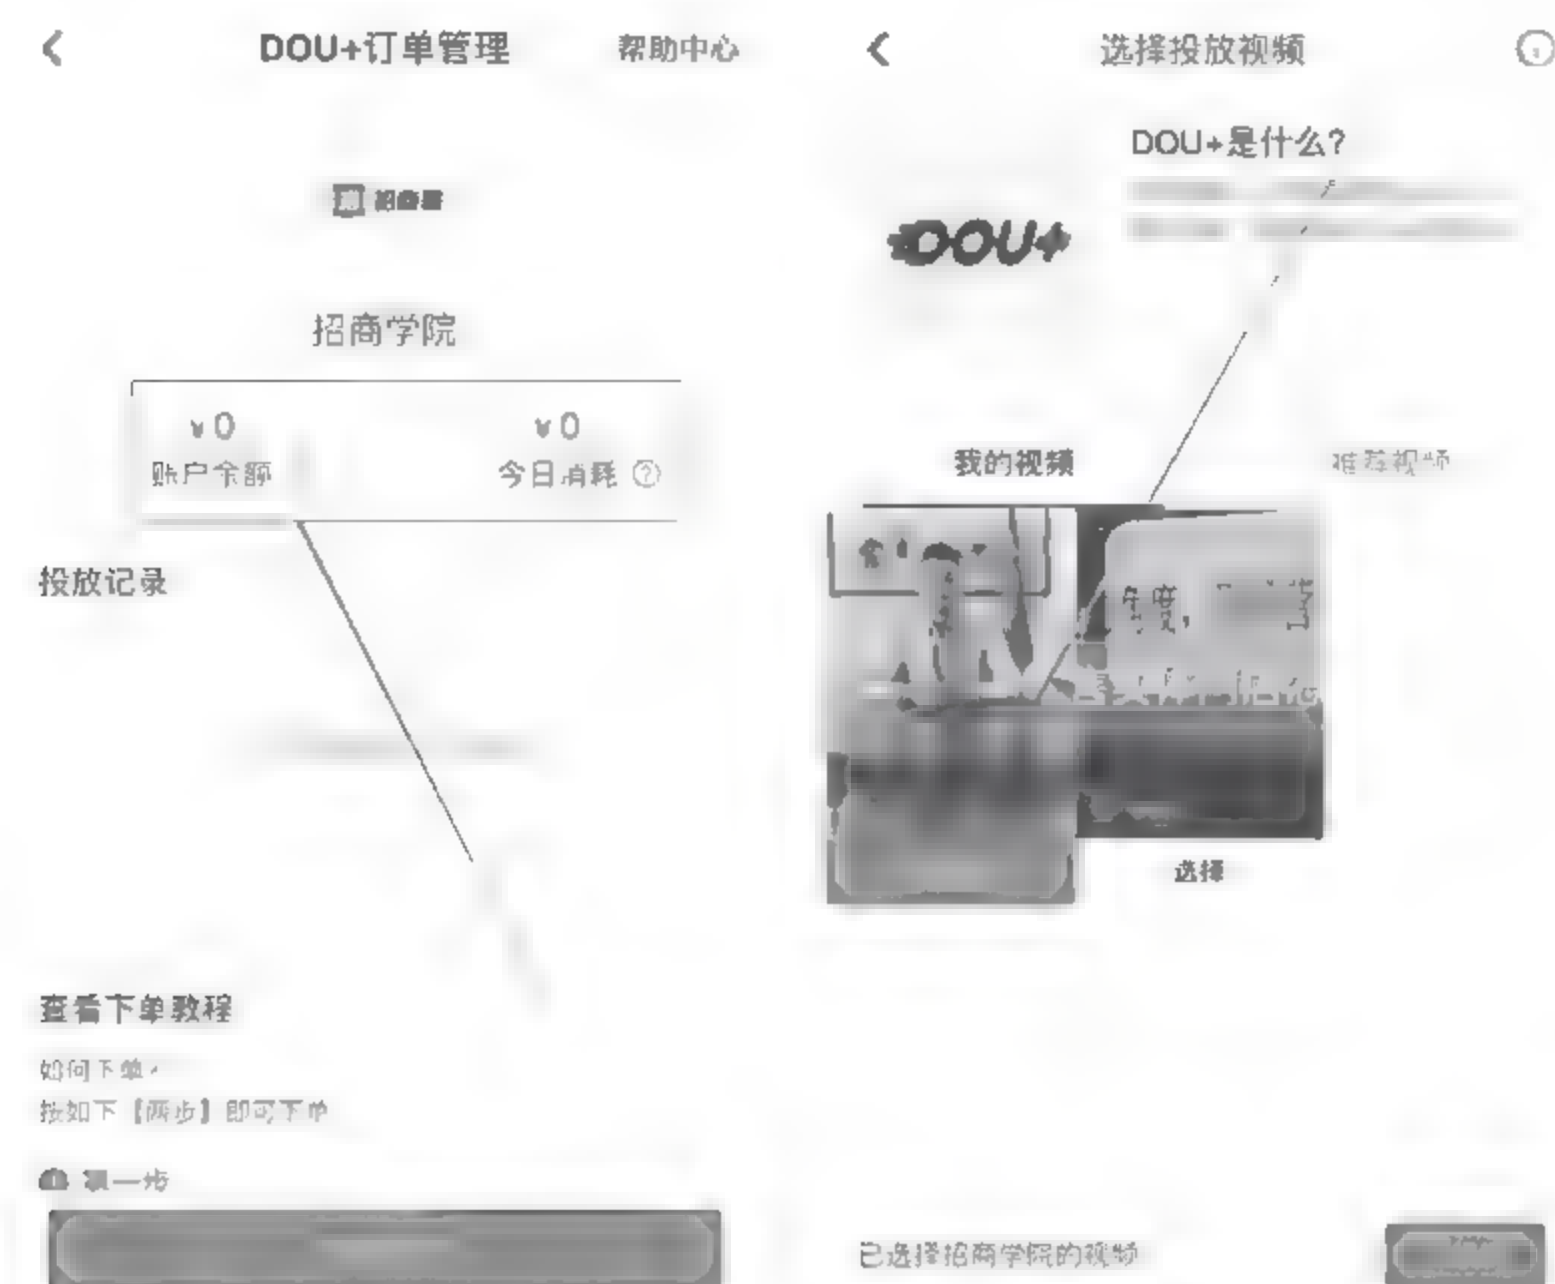 DOU+订单管理
帮助中心
招商学院
¥0
账户余额
¥0
今日消耗 ?
投放记录
查看下单教程
如何下单
按如下【两步】即可下单
第一步
选择投放视频
DOU+是什么?
DOU+
我的视频
推荐视频
选择
已选择招商学院的视频